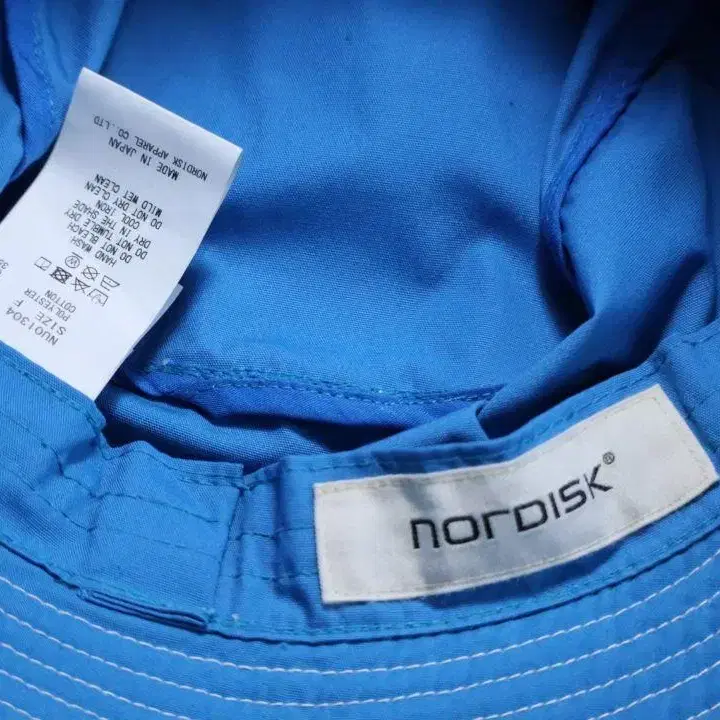 NU01304
SIZE F
POLYESTER
COTTON
HAND WASH
DO NOT BLEACH
DO NOT TUMBLE DRY
DRY IN THE SHADE
COOL IRON
DO NOT DRY CLEAN
MILD WET CLEAN
MADE IN JAPAN
NORDISK APPAREL CO.,LTD
norDISK®